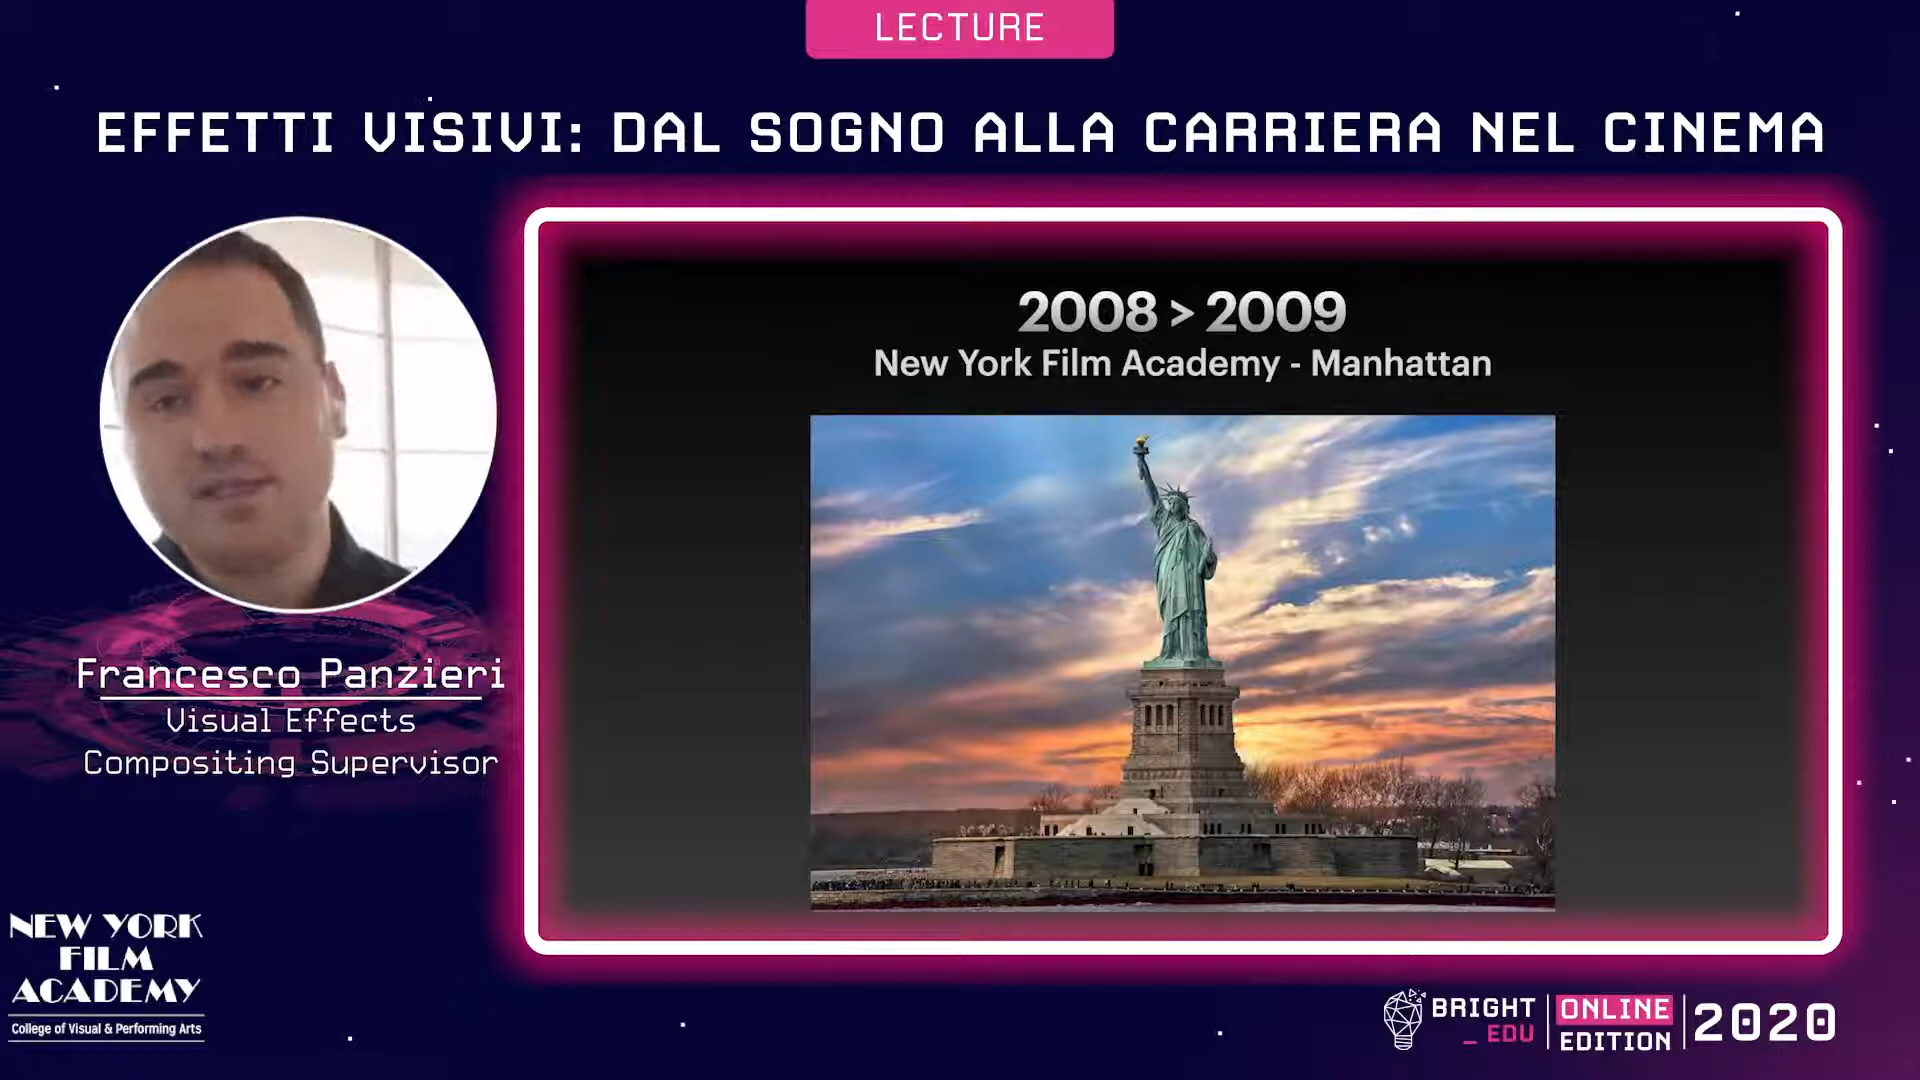 LECTURE
EFFETTI VISIVI: DAL SOGNO ALLA CARRIERA NEL CINEMA
2008 > 2009
New York Film Academy - Manhattan
Francesco Panzieri
Visual Effects
Compositing Supervisor
NEW YORK
FILM
ACADEMY
College of Visual & Performing Arts
BRIGHT
_ EDU
ONLINE
EDITION
2020